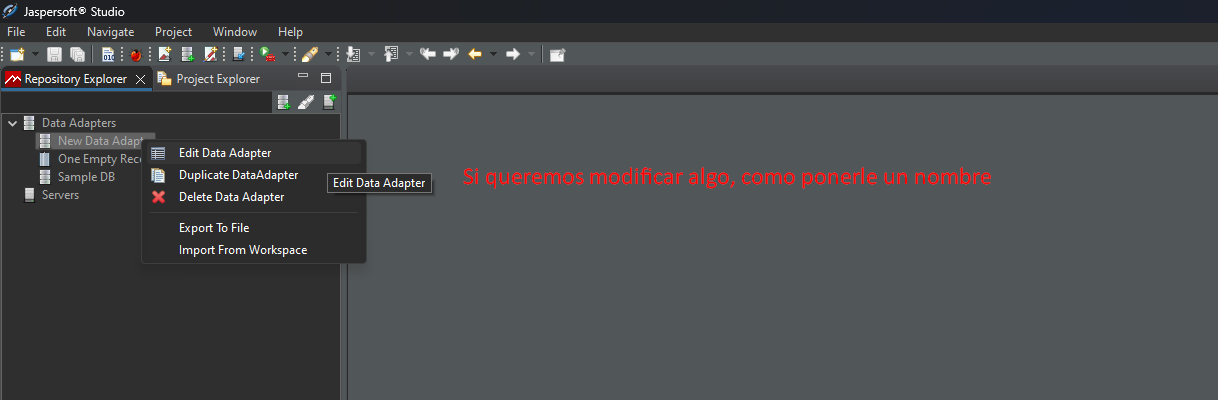 Jaspersoft® Studio
File Edit Navigate Project Window Help
010
Repository Explorer Project Explorer
Data Adapters
New Data Adapt
Edit Data Adapter
One Empty Reco
Duplicate DataAdapter
Sample DB
Edit Data Adapter
Si queremos modificar algo, como ponerle un nombre
Servers
Delete Data Adapter
Export To File
Import From Workspace